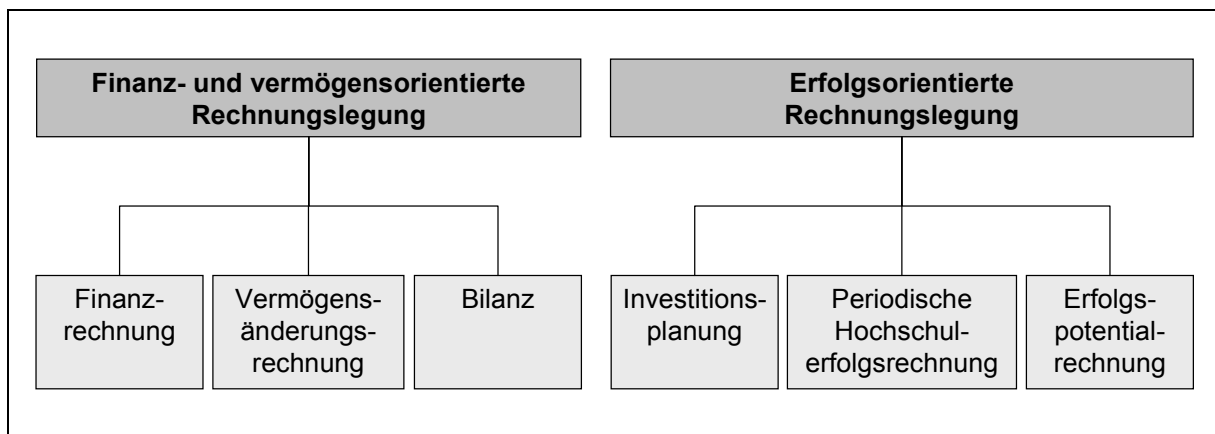 Finanz- und vermögensorientierte
Rechnungslegung
Erfolgsorientierte
Rechnungslegung
Finanz-
rechnung
Vermögens-
änderungs-
rechnung
Bilanz
Investitions-
planung
Periodische
Hochschul-
erfolgsrechnung
Erfolgs-
potential-
rechnung